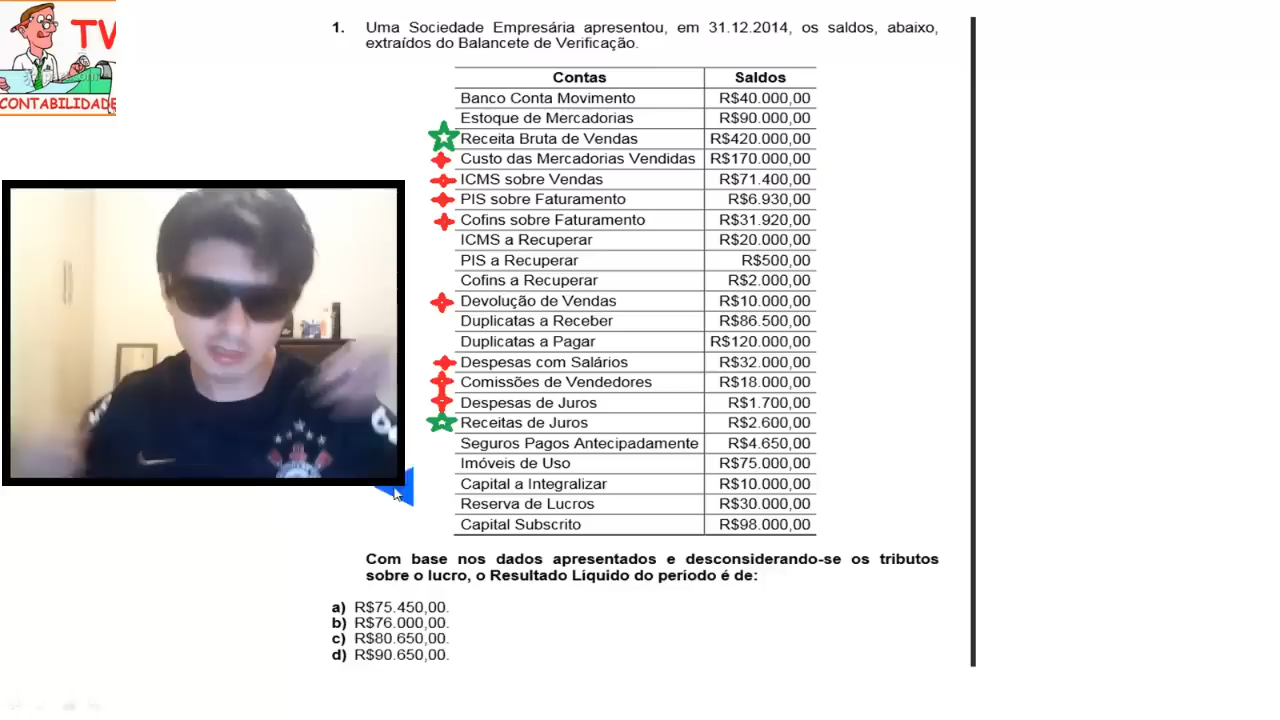 TV
CONTABILIDADE
1. Uma Sociedade Empresária apresentou, em 31.12.2014, os saldos, abaixo,
extraídos do Balancete de Verificação.
Contas Saldos
Banco Conta Movimento R$40.000,00
Estoque de Mercadorias R$90.000,00
Receita Bruta de Vendas R$420.000,00
Custo das Mercadorias Vendidas R$170.000,00
ICMS sobre Vendas R$71.400,00
PIS sobre Faturamento R$6.930,00
Cofins sobre Faturamento R$31.920,00
ICMS a Recuperar R$20.000,00
PIS a Recuperar R$500,00
Cofins a Recuperar R$2.000,00
Devolução de Vendas R$10.000,00
Duplicatas a Receber R$86.500,00
Duplicatas a Pagar R$120.000,00
Despesas com Salários R$32.000,00
Comissões de Vendedores R$18.000,00
Despesas de Juros R$1.700,00
Receitas de Juros R$2.600,00
Seguros Pagos Antecipadamente R$4.650,00
Imóveis de Uso R$75.000,00
Capital a Integralizar R$10.000,00
Reserva de Lucros R$30.000,00
Capital Subscrito R$98.000,00
Com base nos dados apresentados e desconsiderando-se os tributos
sobre o lucro, o Resultado Líquido do período é de:
a) R$75.450,00.
b) R$76.000,00.
c) R$80.650,00.
d) R$90.650,00.